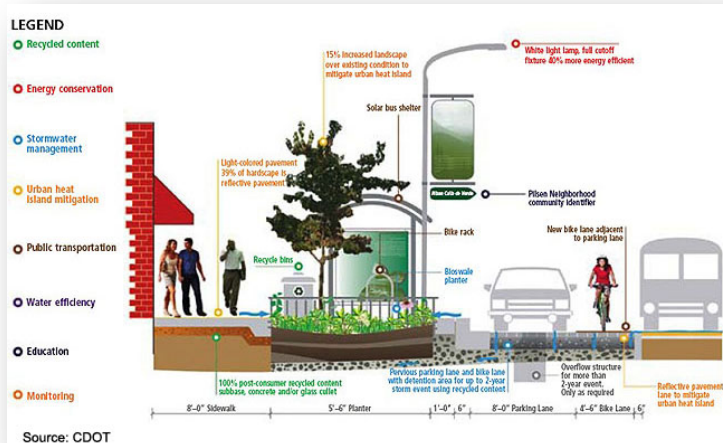 LEGEND
Recycled content
Energy conservation
Stormwater
management
Urban heat
Island mitigation
Public transportation
Water efficiency
Education
Monitoring
15% increased landscape
over existing condition to
mitigate urban heat island
White light lamp, full cutoff
fixture 40% more energy efficient
Solar bus shelter
Light-colored pavement
39% of hardscape is
reflective pavement
Pilsen Neighborhood
community identifier
Bike rack
New bike lane adjacent
to parking lane
Recycle bins
Bioswale
planter
100% post-consumer recycled content
subbase, concrete and/or glass cullet
Pervious parking lane and bike lane
with detention area for up to 2-year
storm event using recycled content
Overflow structure
for more than
2-year event.
Only as required
Reflective pavement
lane to mitigate
urban heat island
8'-0" Sidewalk
5'-6" Planter
1'-0"
6"
8'-0" Parking Lane
4'-6" Bike Lane
6"
Source: CDOT